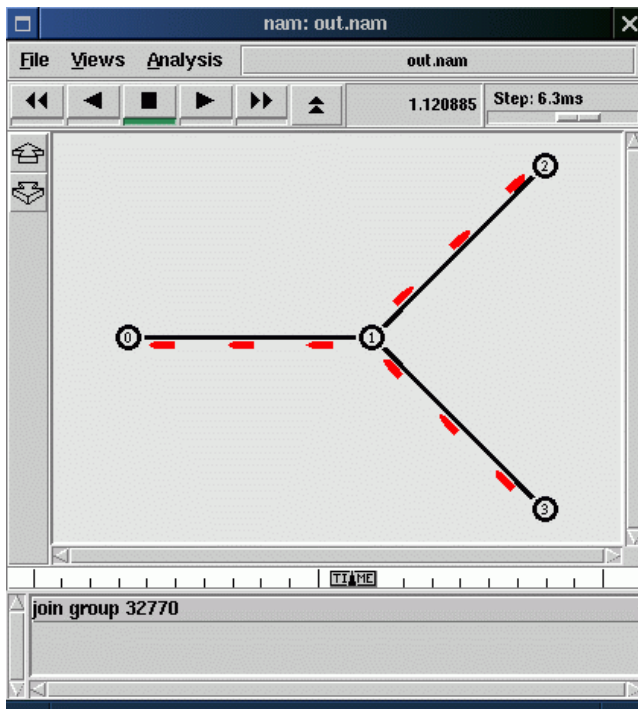 nam: out.nam
File Views Analysis out.nam
1.120885 Step: 6.3ms
2
0 1
3
TIME
join group 32770